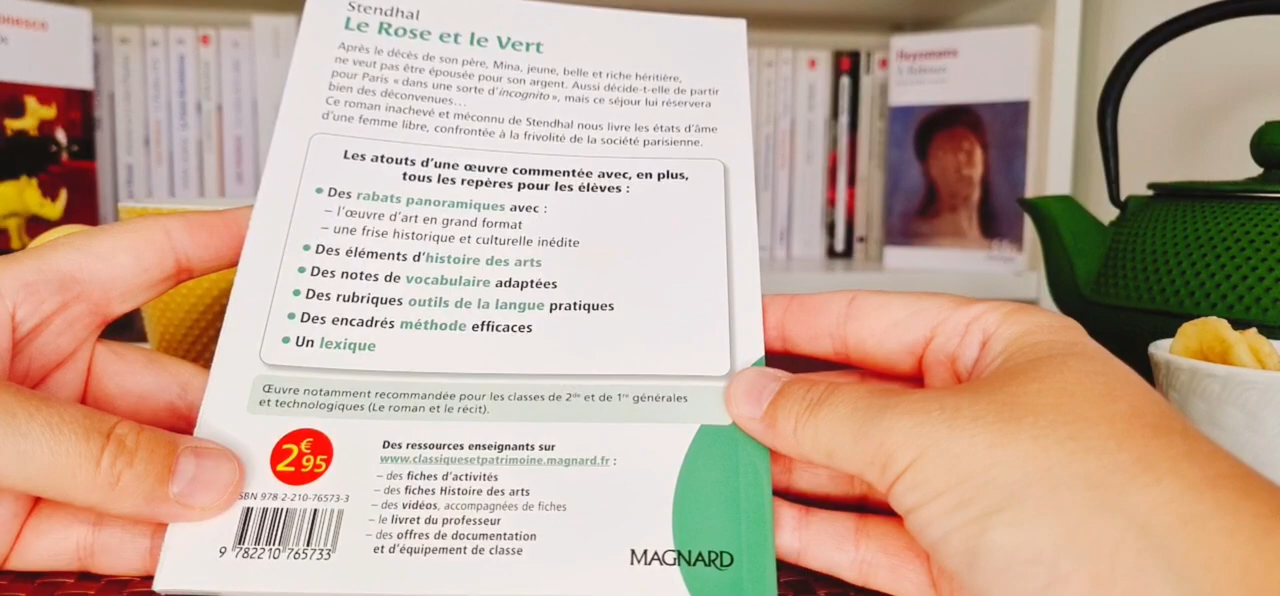 Stendhal
Le Rose et le Vert
Après le décès de son père, Mina, jeune, belle et riche héritière,
ne veut pas être épousée pour son argent. Aussi décide-t-elle de partir
pour Paris « dans une sorte d'incognito », mais ce séjour lui réservera
bien des déconvenues...
Ce roman inachevé et méconnu de Stendhal nous livre les états d'âme
d'une femme libre, confrontée à la frivolité de la société parisienne.
Les atouts d'une œuvre commentée avec, en plus,
tous les repères pour les élèves :
• Des rabats panoramiques avec :
– l'œuvre d'art en grand format
– une frise historique et culturelle inédite
• Des éléments d'histoire des arts
• Des notes de vocabulaire adaptées
• Des rubriques outils de la langue pratiques
• Des encadrés méthode efficaces
• Un lexique
Œuvre notamment recommandée pour les classes de 2de et de 1re générales
et technologiques (Le roman et le récit).
2€95
Des ressources enseignants sur
www.classiquesetpatrimoine.magnard.fr :
– des fiches d'activités
– des fiches Histoire des arts
– des vidéos, accompagnées de fiches
– le livret du professeur
– des offres de documentation
et d'équipement de classe
SBN 978-2-210-76573-3
9 782210 765733
MAGNARD
Huysmans